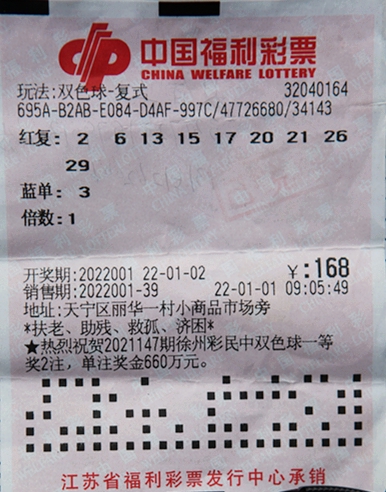 中国福利彩票
CHINA WELFARE LOTTERY
玩法:双色球-复式 32040164
695A-B2AB-E084-D4AF-997C/47726680/34143
红复: 2 6 13 15 17 20 21 26
29
蓝单: 3
倍数:1
开奖期:2022001 22-01-02 ¥:168
销售期:2022001-39 22-01-01 09:05:49
地址:天宁区丽华一村小商品市场旁
*扶老、助残、救孤、济困*
★热烈祝贺2021147期徐州彩民中双色球一等
奖2注，单注奖金660万元。
江苏省福利彩票发行中心承销